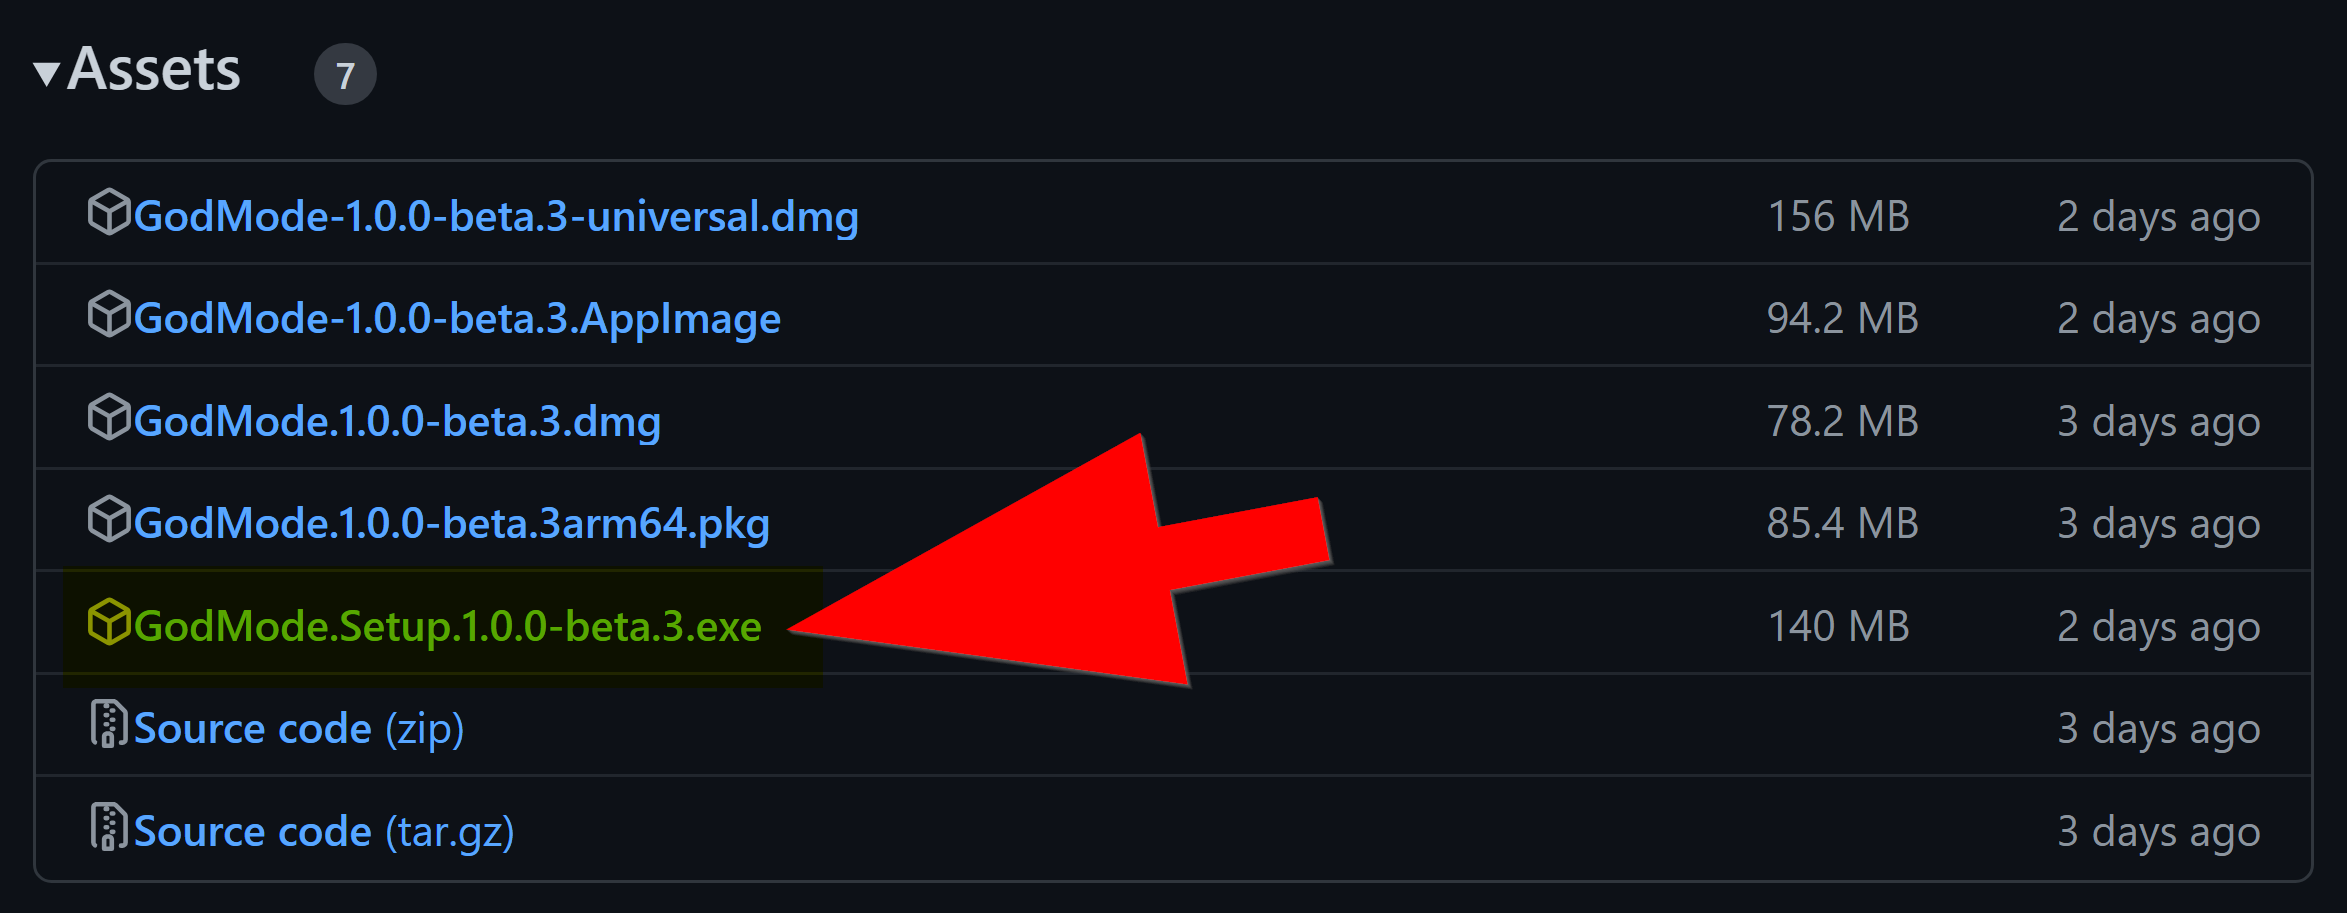 Assets 7
GodMode-1.0.0-beta.3-universal.dmg 156 MB 2 days ago
GodMode-1.0.0-beta.3.AppImage 94.2 MB 2 days ago
GodMode.1.0.0-beta.3.dmg 78.2 MB 3 days ago
GodMode.1.0.0-beta.3arm64.pkg 85.4 MB 3 days ago
GodMode.Setup.1.0.0-beta.3.exe 140 MB 2 days ago
Source code (zip) 3 days ago
Source code (tar.gz) 3 days ago